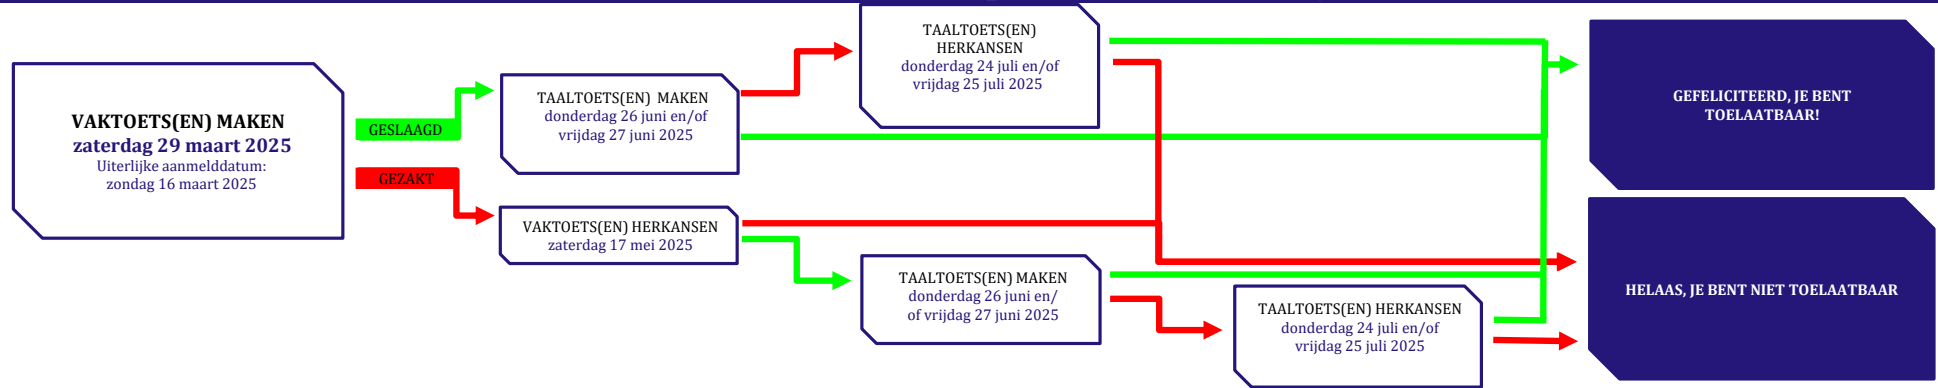 VAKTOETS(EN) MAKEN
zaterdag 29 maart 2025
Uiterlijke aanmelddatum:
zondag 16 maart 2025
GESLAAGD
GEZAKT
TAALTOETS(EN) MAKEN
donderdag 26 juni en/of
vrijdag 27 juni 2025
VAKTOETS(EN) HERKANSEN
zaterdag 17 mei 2025
TAALTOETS(EN)
HERKANSEN
donderdag 24 juli en/of
vrijdag 25 juli 2025
TAALTOETS(EN) MAKEN
donderdag 26 juni en/
of vrijdag 27 juni 2025
TAALTOETS(EN) HERKANSEN
donderdag 24 juli en/of
vrijdag 25 juli 2025
GEFELICITEERD, JE BENT
TOELAATBAAR!
HELAAS, JE BENT NIET TOELAATBAAR